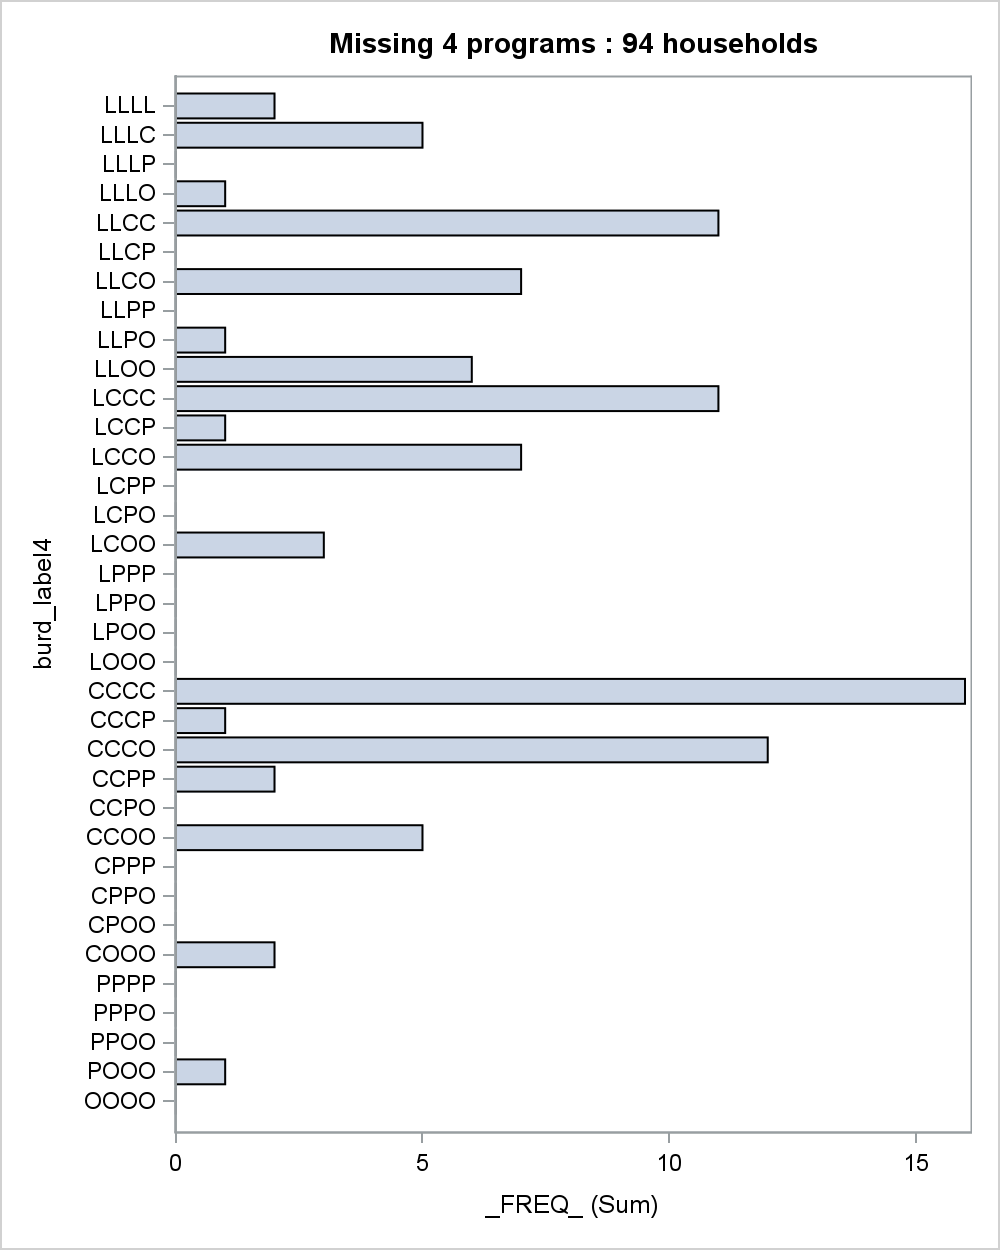 Missing 4 programs : 94 households
LLLL
LLLC
LLLP
LLLO
LLCC
LLCP
LLCO
LLPP
LLPO
LLOO
LCCC
LCCP
LCCO
LCPP
LCPO
LCOO
LPPP
LPPO
LPOO
LOOO
CCCC
CCCP
CCCO
CCPP
CCPO
CCOO
CPPP
CPPO
CPOO
COOO
PPPP
PPPO
PPOO
POOO
OOOO
burd_label4
0 5 10 15
_FREQ_ (Sum)